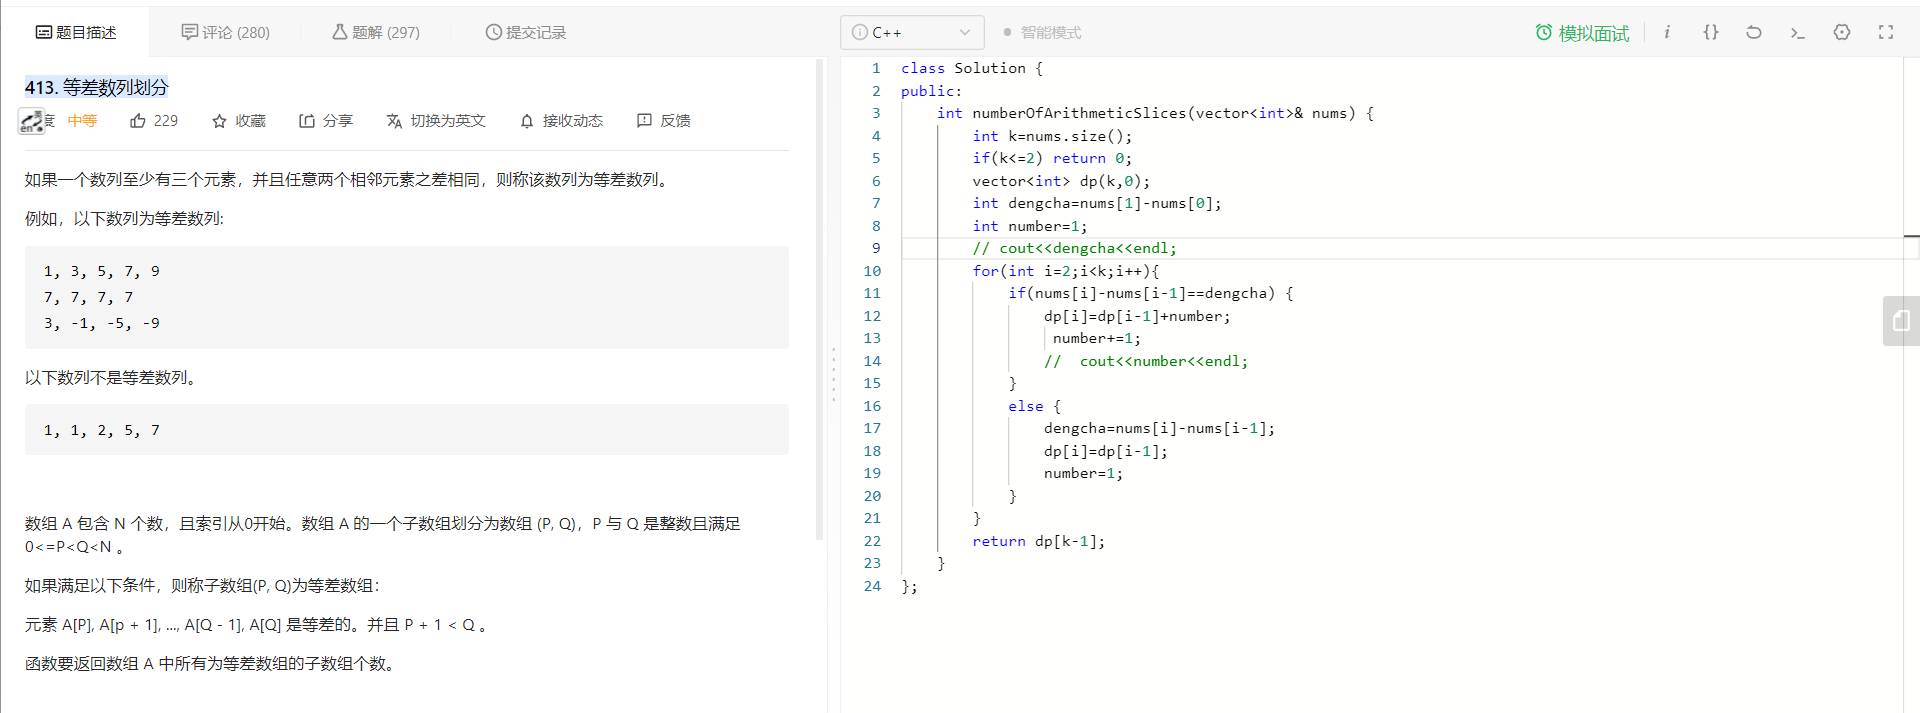 题目描述
评论 (280)
题解 (297)
提交记录
C++
智能模式
模拟面试
413. 等差数列划分
en
度
中等
229
收藏
分享
切换为英文
接收动态
反馈
如果一个数列至少有三个元素，并且任意两个相邻元素之差相同，则称该数列为等差数列。
例如，以下数列为等差数列:
1, 3, 5, 7, 9
7, 7, 7, 7
3, -1, -5, -9
以下数列不是等差数列。
1, 1, 2, 5, 7
数组 A 包含 N 个数，且索引从0开始。数组 A 的一个子数组划分为数组 (P, Q)，P 与 Q 是整数且满足
0<=P<Q<N 。
如果满足以下条件，则称子数组(P, Q)为等差数组：
元素 A[P], A[p + 1], ..., A[Q - 1], A[Q] 是等差的。并且 P + 1 < Q 。
函数要返回数组 A 中所有为等差数组的子数组个数。
1 class Solution {
2 public:
3     int numberOfArithmeticSlices(vector<int>& nums) {
4         int k=nums.size();
5         if(k<=2) return 0;
6         vector<int> dp(k,0);
7         int dengcha=nums[1]-nums[0];
8         int number=1;
9         // cout<<dengcha<<endl;
10         for(int i=2;i<k;i++){
11             if(nums[i]-nums[i-1]==dengcha) {
12                 dp[i]=dp[i-1]+number;
13                  number+=1;
14                 //  cout<<number<<endl;
15             }
16             else {
17                 dengcha=nums[i]-nums[i-1];
18                 dp[i]=dp[i-1];
19                 number=1;
20             }
21         }
22         return dp[k-1];
23     }
24 };